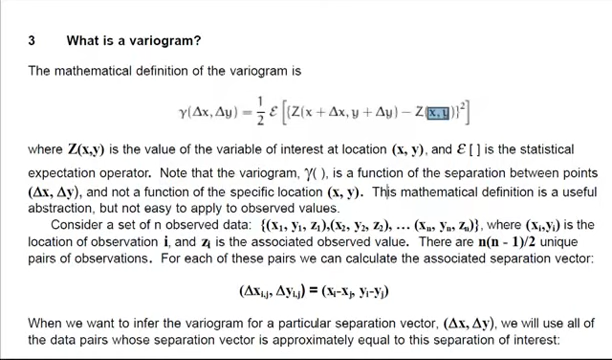 3 What is a variogram?
The mathematical definition of the variogram is
γ(Δx, Δy) = 1/2 ℰ [{Z(x + Δx, y + Δy) − Z(x, y)}²]
where Z(x,y) is the value of the variable of interest at location (x, y), and ℰ [ ] is the statistical
expectation operator. Note that the variogram, γ( ), is a function of the separation between points
(Δx, Δy), and not a function of the specific location (x, y). This mathematical definition is a useful
abstraction, but not easy to apply to observed values.
Consider a set of n observed data: {(x₁, y₁, z₁),(x₂, y₂, z₂), … (xₙ, yₙ, zₙ)}, where (xᵢ,yᵢ) is the
location of observation i, and zᵢ is the associated observed value. There are n(n - 1)/2 unique
pairs of observations. For each of these pairs we can calculate the associated separation vector:
(Δxᵢ,ⱼ, Δyᵢ,ⱼ) = (xᵢ-xⱼ, yᵢ-yⱼ)
When we want to infer the variogram for a particular separation vector, (Δx, Δy), we will use all of
the data pairs whose separation vector is approximately equal to this separation of interest: